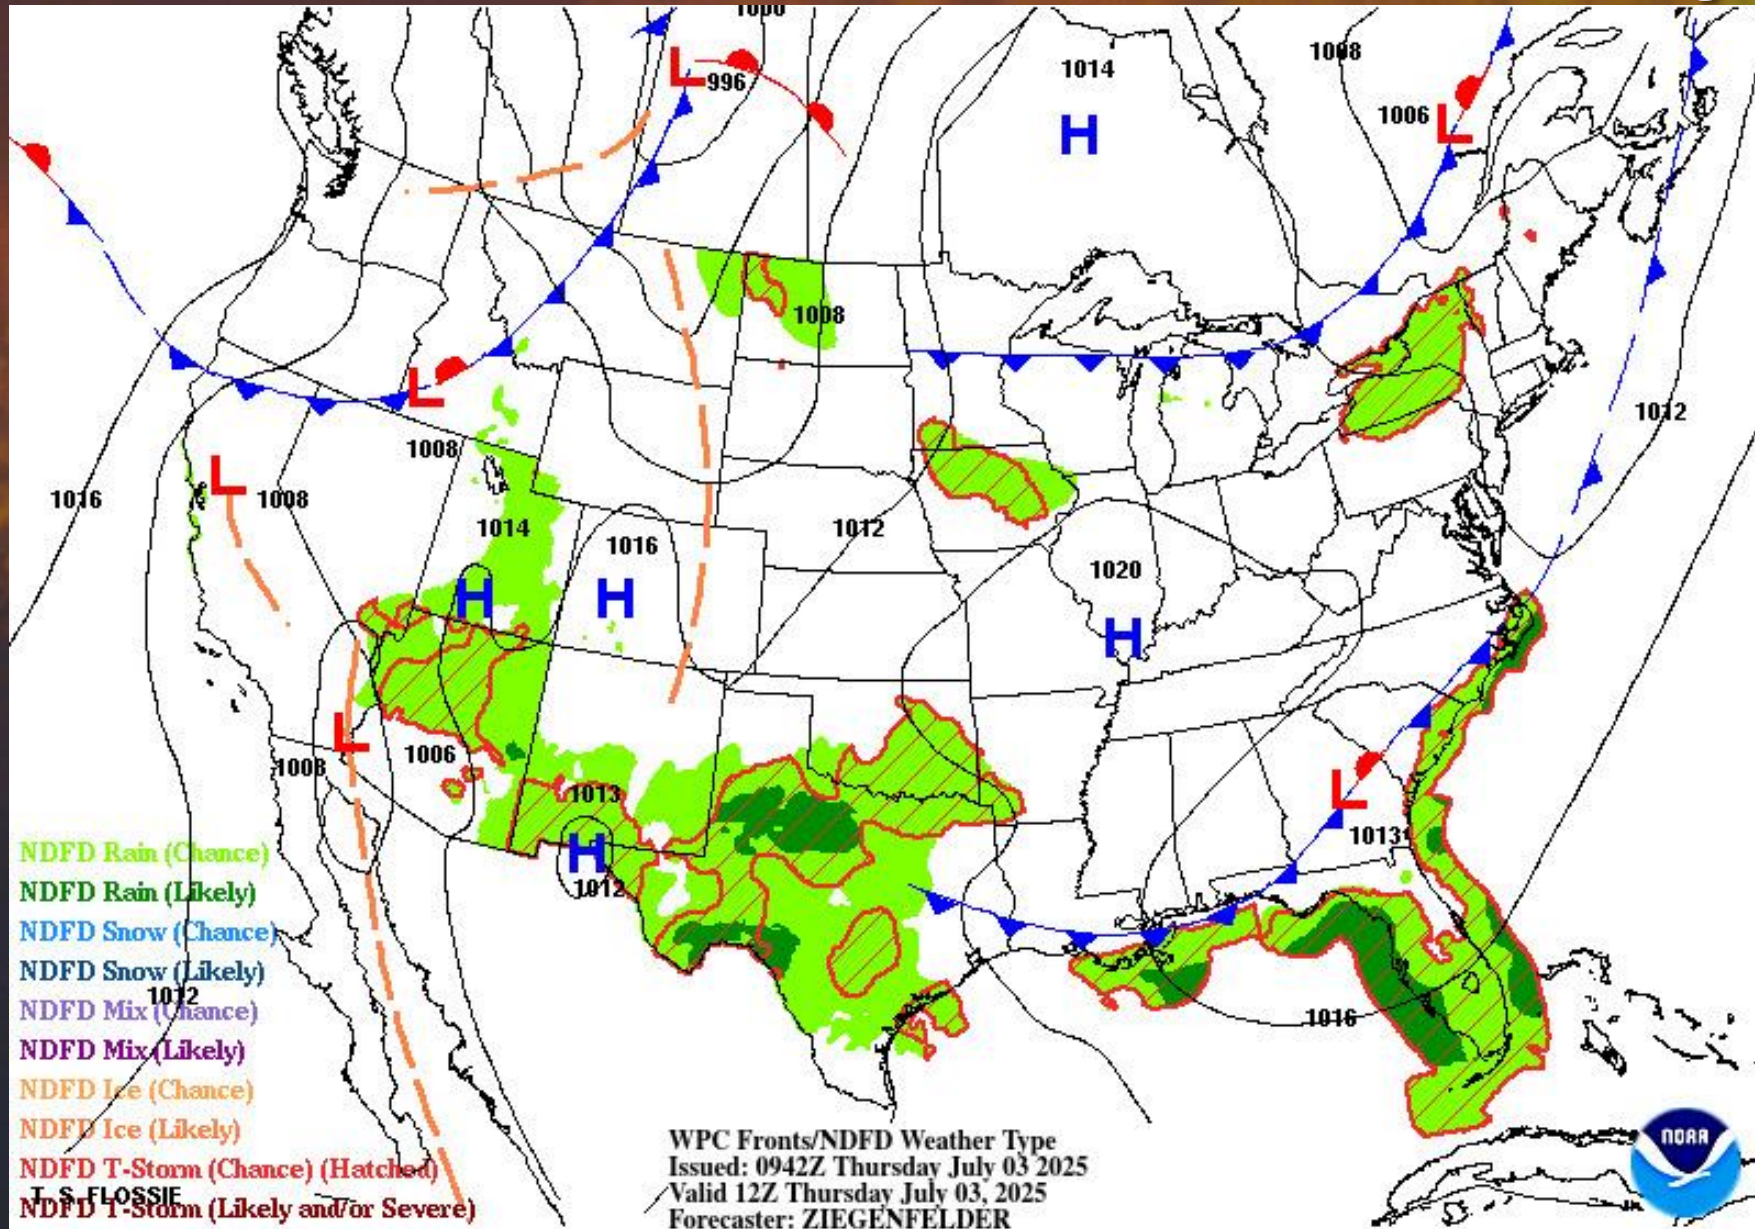 1000
1008
1014
996
H
L
1006
L
1008
1012
L
1008
L
1016
1008
1014
1016
1012
1020
H
H
H
L
1006
1008
1013
L
1013
H
1012
1016
1012
NDFD Rain (Chance)
NDFD Rain (Likely)
NDFD Snow (Chance)
NDFD Snow (Likely)
NDFD Mix (Chance)
NDFD Mix (Likely)
NDFD Ice (Chance)
NDFD Ice (Likely)
NDFD T-Storm (Chance) (Hatched)
T. S. FLOSSIE
NDFD T-Storm (Likely and/or Severe)
WPC Fronts/NDFD Weather Type
Issued: 0942Z Thursday July 03 2025
Valid 12Z Thursday July 03, 2025
Forecaster: ZIEGENFELDER
NOAA